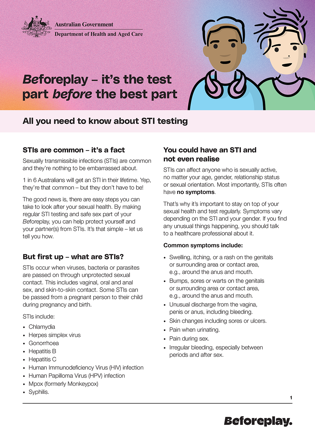 Australian Government
Department of Health and Aged Care
Beforeplay – it's the test
part before the best part
All you need to know about STI testing
STIs are common – it's a fact
Sexually transmissible infections (STIs) are common
and they're nothing to be embarrassed about.
1 in 6 Australians will get an STI in their lifetime. Yep,
they're that common – but they don't have to be!
The good news is, there are easy steps you can
take to look after your sexual health. By making
regular STI testing and safe sex part of your
Beforeplay, you can help protect yourself and
your partner(s) from STIs. It's that simple – let us
tell you how.
But first up – what are STIs?
STIs occur when viruses, bacteria or parasites
are passed on through unprotected sexual
contact. This includes vaginal, oral and anal
sex, and skin-to-skin contact. Some STIs can
be passed from a pregnant person to their child
during pregnancy and birth.
STIs include:
• Chlamydia
• Herpes simplex virus
• Gonorrhoea
• Hepatitis B
• Hepatitis C
• Human Immunodeficiency Virus (HIV) infection
• Human Papilloma Virus (HPV) infection
• Mpox (formerly Monkeypox)
• Syphilis.
You could have an STI and
not even realise
STIs can affect anyone who is sexually active,
no matter your age, gender, relationship status
or sexual orientation. Most importantly, STIs often
have no symptoms.
That's why it's important to stay on top of your
sexual health and test regularly. Symptoms vary
depending on the STI and your gender. If you find
any unusual things happening, you should talk
to a healthcare professional about it.
Common symptoms include:
• Swelling, itching, or a rash on the genitals
or surrounding area or contact area,
e.g., around the anus and mouth.
• Bumps, sores or warts on the genitals
or surrounding area or contact area,
e.g., around the anus and mouth.
• Unusual discharge from the vagina,
penis or anus, including bleeding.
• Skin changes including sores or ulcers.
• Pain when urinating.
• Pain during sex.
• Irregular bleeding, especially between
periods and after sex.
1
Beforeplay.